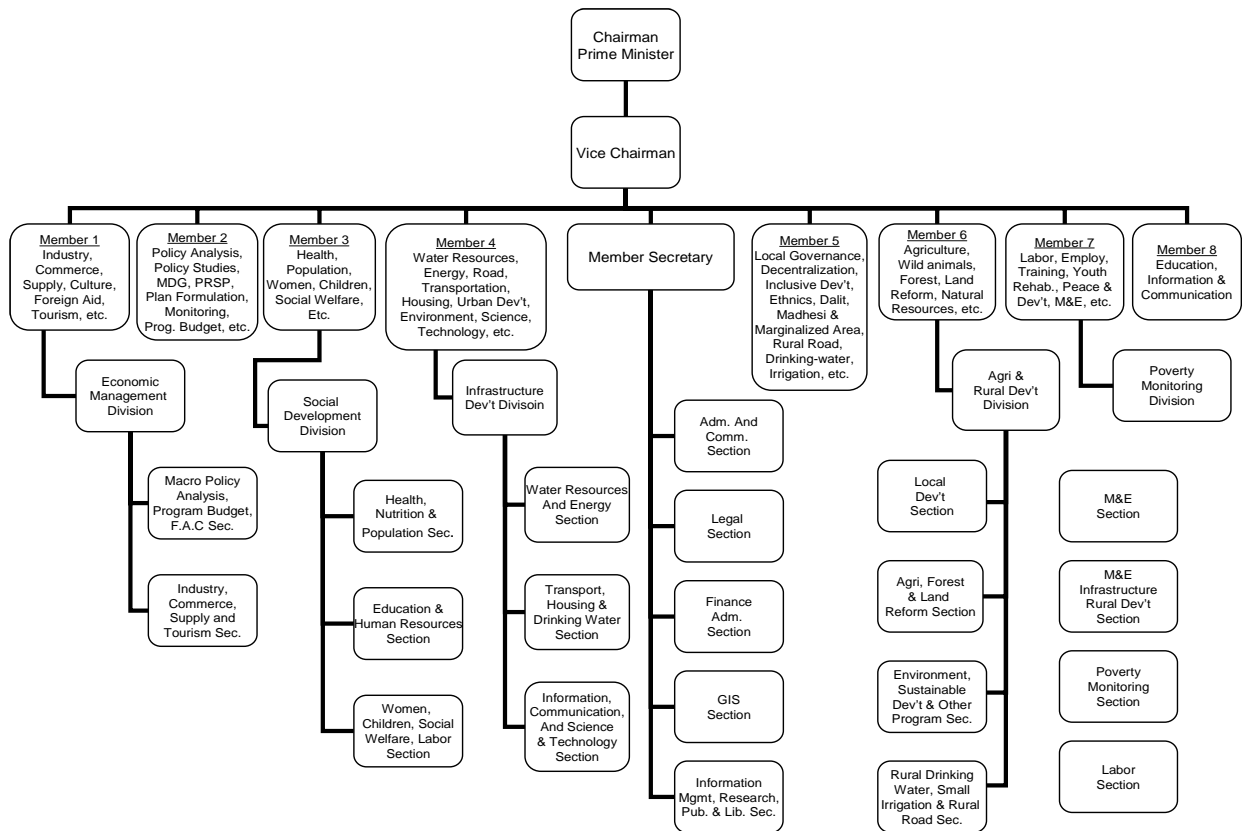 Chairman
Prime Minister
Vice Chairman
Member 1
Industry,
Commerce,
Supply, Culture,
Foreign Aid,
Tourism, etc.
Member 2
Policy Analysis,
Policy Studies,
MDG, PRSP,
Plan Formulation,
Monitoring,
Prog. Budget, etc.
Member 3
Health,
Population,
Women, Children,
Social Welfare,
Etc.
Member 4
Water Resources,
Energy, Road,
Transportation,
Housing, Urban Dev't,
Environment, Science,
Technology, etc.
Member Secretary
Member 5
Local Governance,
Decentralization,
Inclusive Dev't,
Ethnics, Dalit,
Madhesi &
Marginalized Area,
Rural Road,
Drinking-water,
Irrigation, etc.
Member 6
Agriculture,
Wild animals,
Forest, Land
Reform, Natural
Resources, etc.
Member 7
Labor, Employ,
Training, Youth
Rehab., Peace &
Dev't, M&E, etc.
Member 8
Education,
Information &
Communication
Economic
Management
Division
Macro Policy
Analysis,
Program Budget,
F.A.C Sec.
Industry,
Commerce,
Supply and
Tourism Sec.
Social
Development
Division
Health,
Nutrition &
Population Sec.
Education &
Human Resources
Section
Women,
Children, Social
Welfare, Labor
Section
Infrastructure
Dev't Divisoin
Water Resources
And Energy
Section
Transport,
Housing &
Drinking Water
Section
Information,
Communication,
And Science
& Technology
Section
Adm. And
Comm.
Section
Legal
Section
Finance
Adm.
Section
GIS
Section
Information
Mgmt, Research,
Pub. & Lib. Sec.
Agri &
Rural Dev't
Division
Local
Dev't
Section
Agri, Forest
& Land
Reform Section
Environment,
Sustainable
Dev't & Other
Program Sec.
Rural Drinking
Water, Small
Irrigation & Rural
Road Sec.
Poverty
Monitoring
Division
M&E
Section
M&E
Infrastructure
Rural Dev't
Section
Poverty
Monitoring
Section
Labor
Section